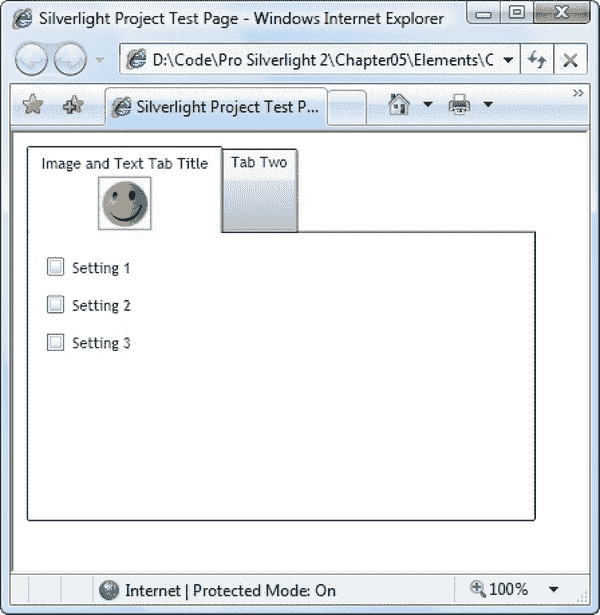 Silverlight Project Test Page - Windows Internet Explorer
D:\Code\Pro Silverlight 2\Chapter05\Elements\C
Silverlight Project Test P...
Image and Text Tab Title
Tab Two
Setting 1
Setting 2
Setting 3
Internet | Protected Mode: On
100%